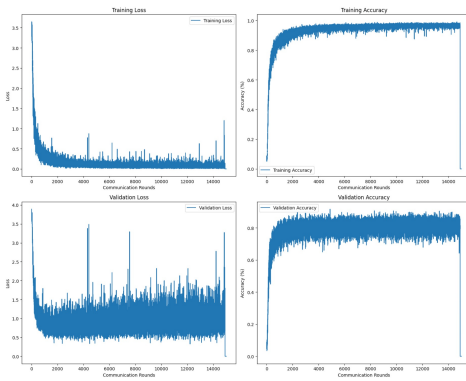 Training Loss
Training Loss
3.5
3.0
2.5
2.0
1.5
1.0
0.5
0.0
Loss
0 2000 4000 6000 8000 10000 12000 14000
Communication Rounds
Training Accuracy
1.0
0.8
0.6
0.4
0.2
0.0
Accuracy (%)
Training Accuracy
0 2000 4000 6000 8000 10000 12000 14000
Communication Rounds
Validation Loss
Validation Loss
4.0
3.5
3.0
2.5
2.0
1.5
1.0
0.5
0.0
Loss
0 2000 4000 6000 8000 10000 12000 14000
Communication Rounds
Validation Accuracy
Validation Accuracy
0.8
0.6
0.4
0.2
0.0
Accuracy (%)
0 2000 4000 6000 8000 10000 12000 14000
Communication Rounds